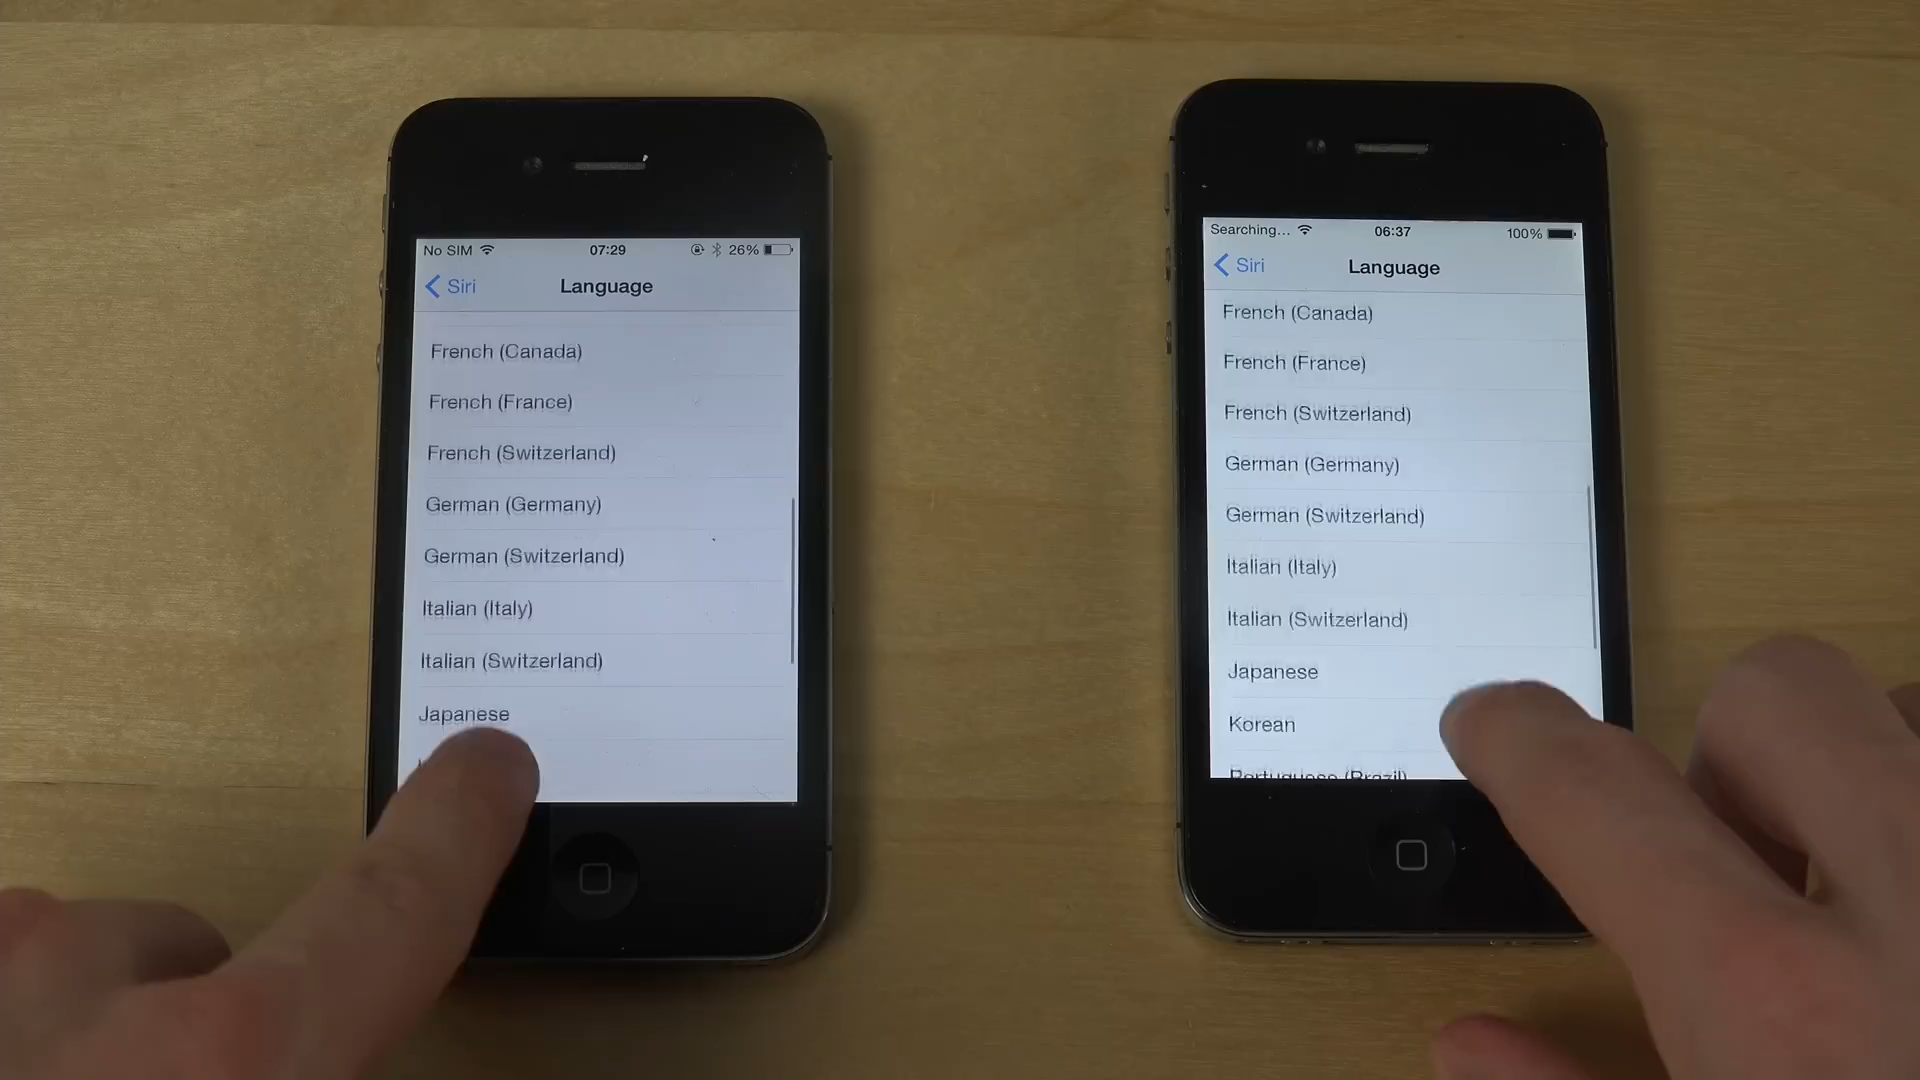 No SIM 07:29 26%
Siri Language
French (Canada)
French (France)
French (Switzerland)
German (Germany)
German (Switzerland)
Italian (Italy)
Italian (Switzerland)
Japanese
Searching... 06:37 100%
Siri Language
French (Canada)
French (France)
French (Switzerland)
German (Germany)
German (Switzerland)
Italian (Italy)
Italian (Switzerland)
Japanese
Korean
Portuguese (Brazil)